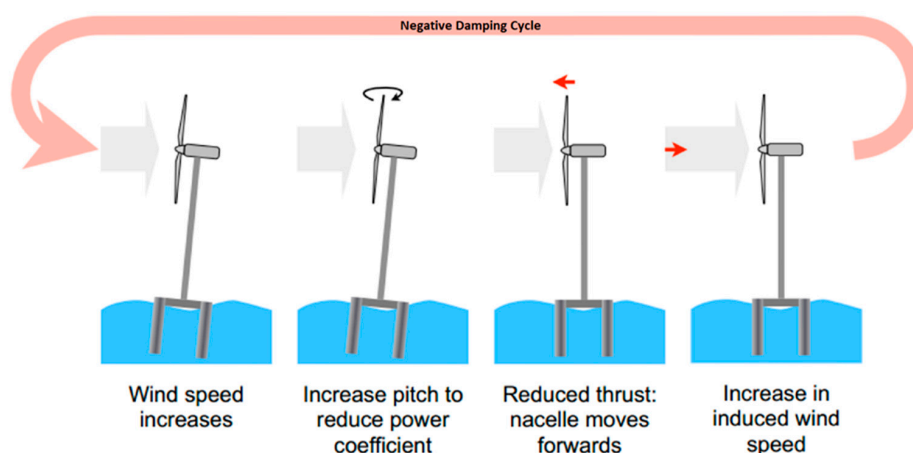 Negative Damping Cycle
Wind speed
increases
Increase pitch to
reduce power
coefficient
Reduced thrust:
nacelle moves
forwards
Increase in
induced wind
speed